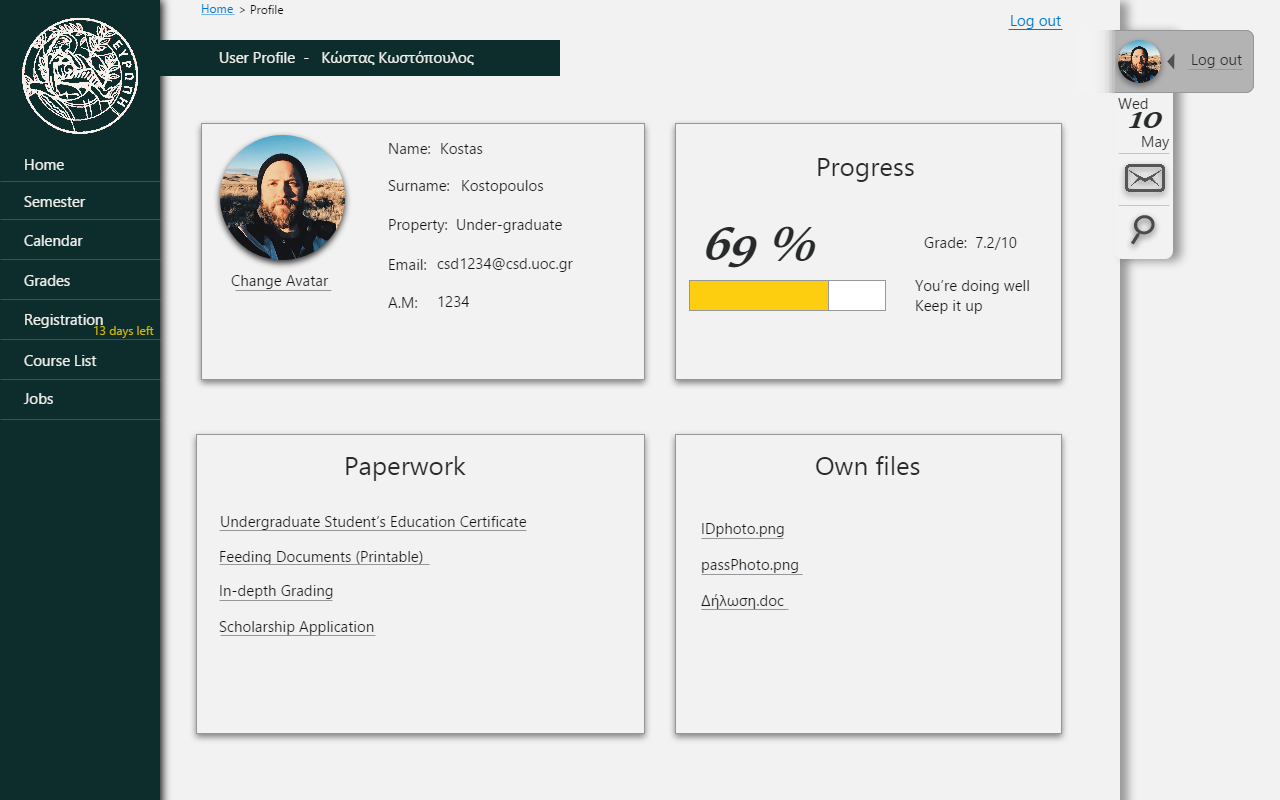 Home > Profile
Log out
ΕΥΡΩΠΗ
User Profile - Κώστας Κωστόπουλος
Log out
Wed
10
May
Home
Semester
Calendar
Grades
Registration
13 days left
Course List
Jobs
Name: Kostas
Surname: Kostopoulos
Property: Under-graduate
Email: csd1234@csd.uoc.gr
A.M: 1234
Change Avatar
Progress
69 %
Grade: 7.2/10
You’re doing well
Keep it up
Paperwork
Undergraduate Student’s Education Certificate
Feeding Documents (Printable)
In-depth Grading
Scholarship Application
Own files
IDphoto.png
passPhoto.png
Δήλωση.doc